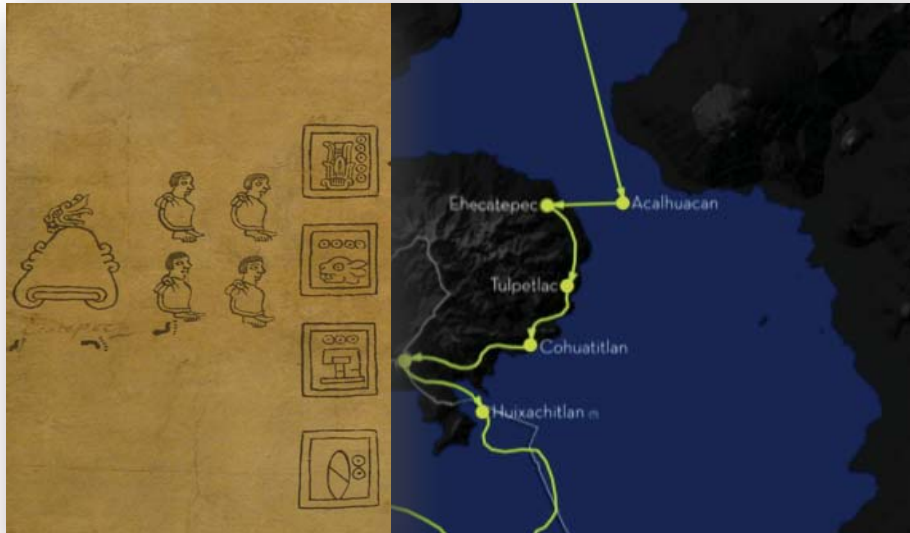 Ehecatepec
Acalhuacan
Tulpetlac
Cohuatitlan
Huixachitlan (?)